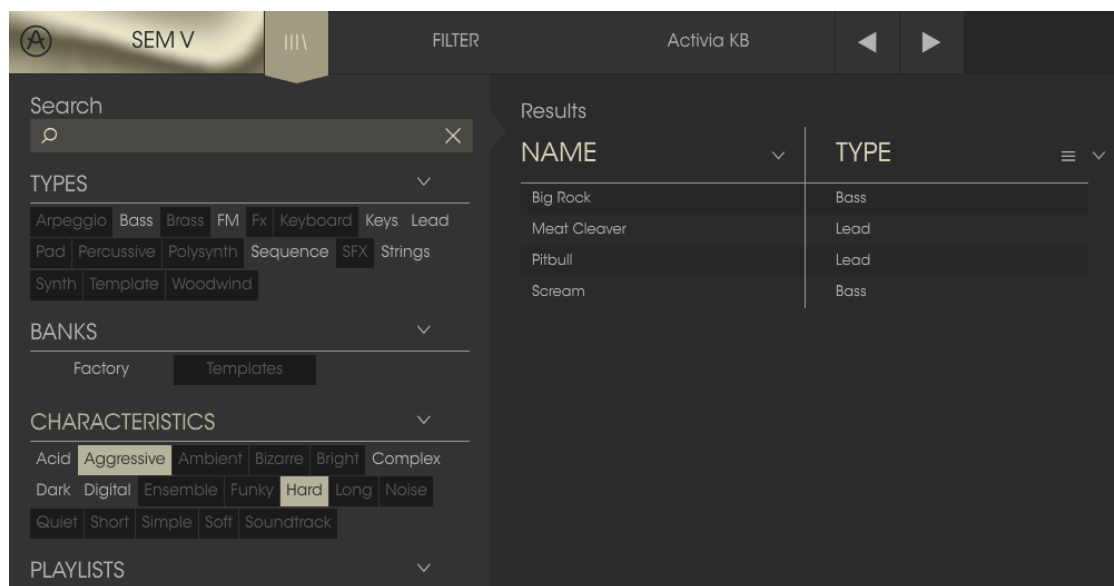 SEM V FILTER Activia KB
Search
TYPES
Arpeggio Bass Brass FM Fx Keyboard Keys Lead
Pad Percussive Polysynth Sequence SFX Strings
Synth Template Woodwind
BANKS
Factory Templates
CHARACTERISTICS
Acid Aggressive Ambient Bizarre Bright Complex
Dark Digital Ensemble Funky Hard Long Noise
Quiet Short Simple Soft Soundtrack
PLAYLISTS
Results
NAME TYPE
Big Rock Bass
Meat Cleaver Lead
Pitbull Lead
Scream Bass